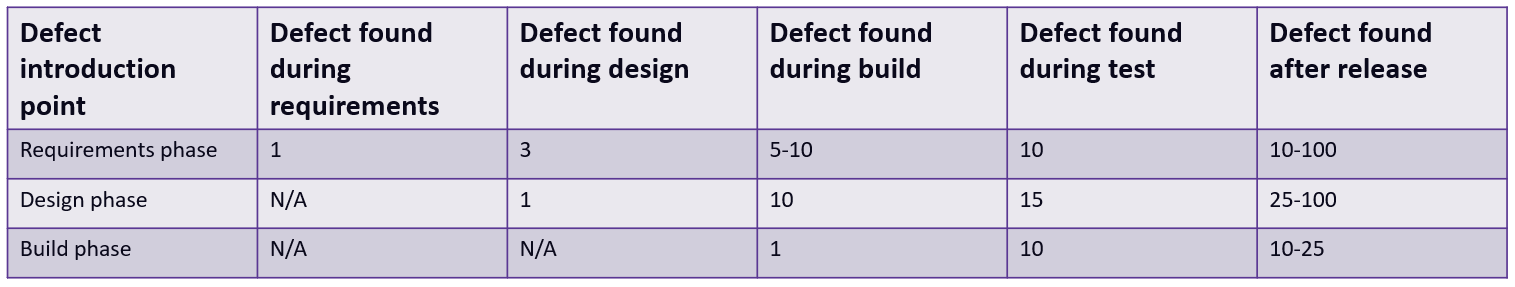 Defect introduction point
Defect found during requirements
Defect found during design
Defect found during build
Defect found during test
Defect found after release
Requirements phase 1 3 5-10 10 10-100
Design phase N/A 1 10 15 25-100
Build phase N/A N/A 1 10 10-25